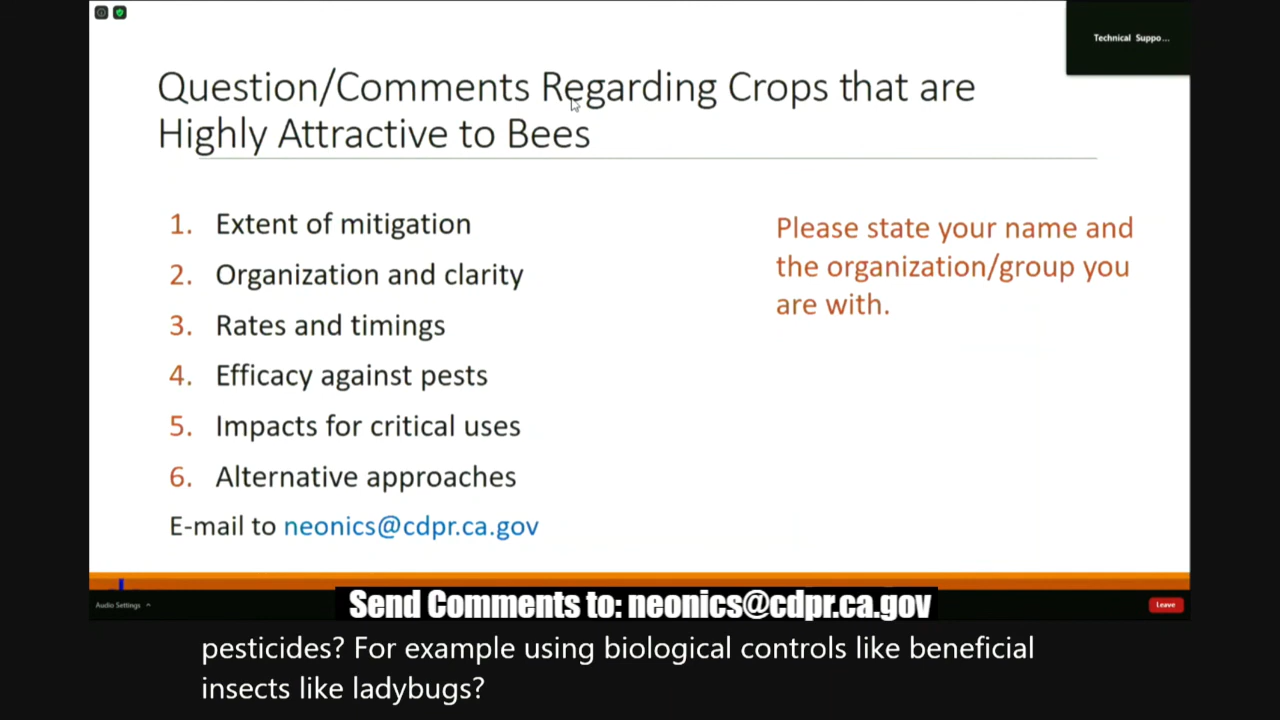 Technical Suppo...
Question/Comments Regarding Crops that are
Highly Attractive to Bees
1. Extent of mitigation
2. Organization and clarity
3. Rates and timings
4. Efficacy against pests
5. Impacts for critical uses
6. Alternative approaches
E-mail to neonics@cdpr.ca.gov
Please state your name and
the organization/group you
are with.
Audio Settings
Send Comments to: neonics@cdpr.ca.gov
Leave
pesticides? For example using biological controls like beneficial
insects like ladybugs?